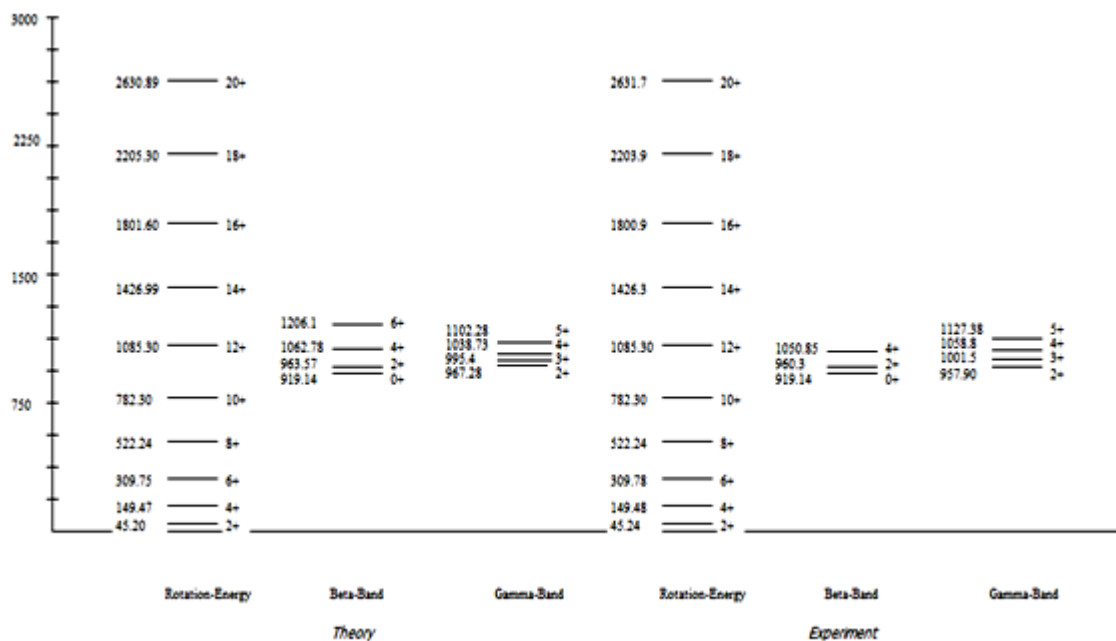 3000
2630.89 20+ 2631.7 20+
2250
2205.30 18+ 2203.9 18+
1801.60 16+ 1800.9 16+
1500
1426.99 14+ 1426.3 14+
1206.1 6+
1102.28 5+ 1127.38 5+
1085.30 12+ 1062.78 4+ 1038.73 4+ 1085.30 12+ 1050.85 4+ 1058.8 4+
963.57 2+ 995.4 3+ 960.3 2+ 1001.5 3+
919.14 0+ 967.28 2+ 919.14 0+ 957.90 2+
750
782.30 10+ 782.30 10+
522.24 8+ 522.24 8+
309.75 6+ 309.78 6+
149.47 4+ 149.48 4+
45.20 2+ 45.24 2+
Rotation-Energy Beta-Band Gamma-Band Rotation-Energy Beta-Band Gamma-Band
Theory Experiment